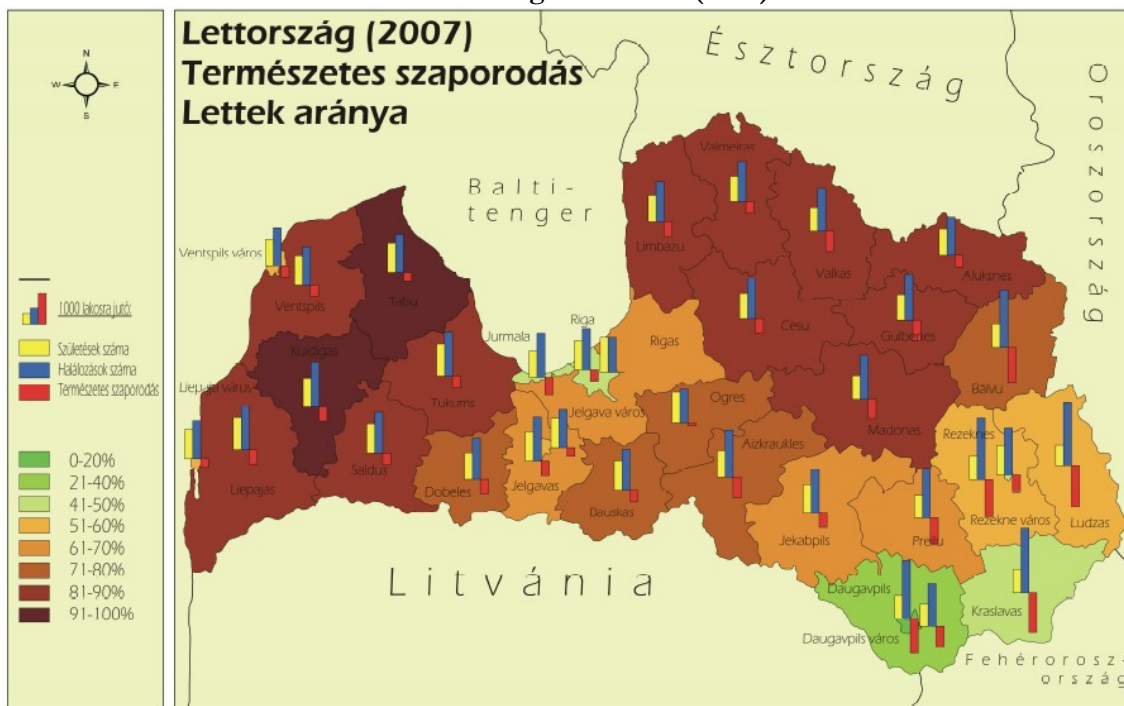 Lettország (2007)
Természetes szaporodás
Lettek aránya
N
W
E
S
1000 lakosra jutó:
Születések száma
Halálozások száma
Természetes szaporodás
0-20%
21-40%
41-50%
51-60%
61-70%
71-80%
81-90%
91-100%
Észtország
Oroszország
Balti-
tenger
Litvánia
Fehérorosz-
ország
Valmeiras
Limbazu
Valkas
Aluksnes
Ventspils város
Ventspils
Talsu
Cesu
Gulbenes
Riga
Jurmala
Rigas
Balvu
Kuldigas
Liepaja város
Tukums
Jelgava város
Ogres
Madonas
Rezeknes
Aizkraukles
Saldus
Liepajas
Dobeles
Jelgavas
Bauskas
Jekabpils
Preilu
Rezekne város
Ludzas
Daugavpils
Kraslavas
Daugavpils város